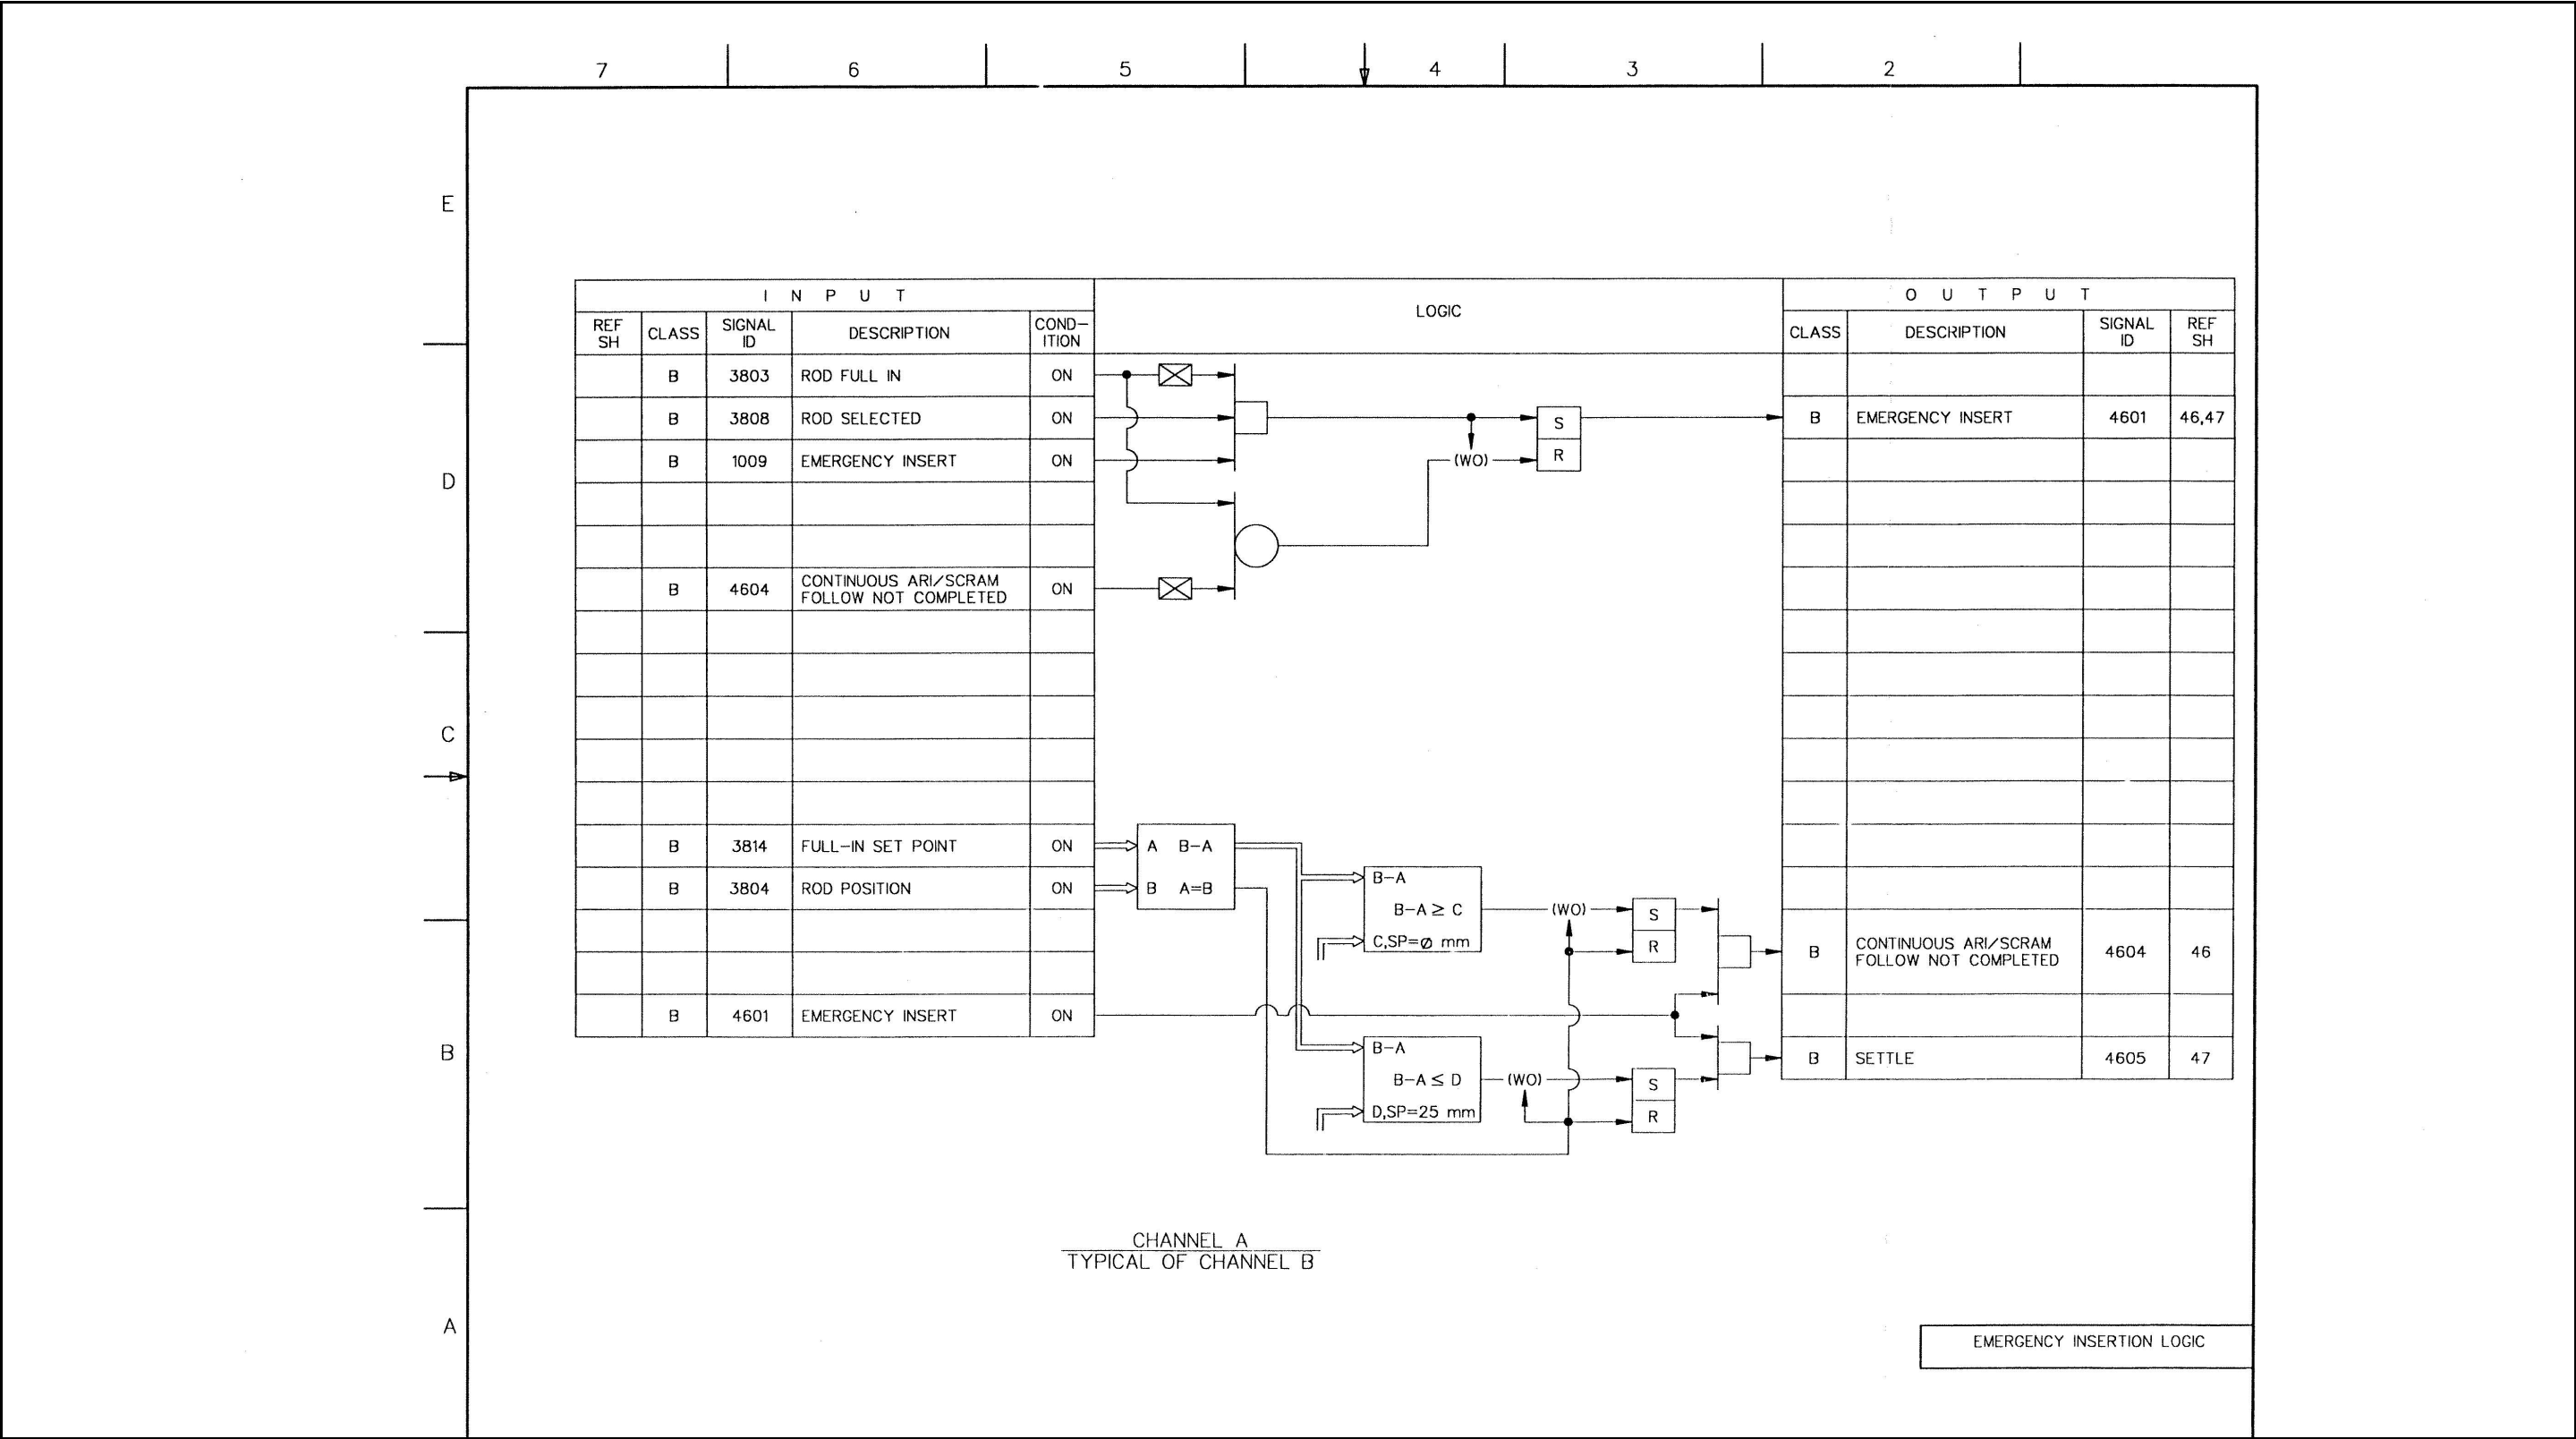 7 6 5 4 3 2
E
D
C
B
A
I N P U T
LOGIC
O U T P U T
REF SH CLASS SIGNAL ID DESCRIPTION COND-ITION
CLASS DESCRIPTION SIGNAL ID REF SH
B 3803 ROD FULL IN ON
B 3808 ROD SELECTED ON
S
B EMERGENCY INSERT 4601 46,47
B 1009 EMERGENCY INSERT ON
(WO) R
B 4604 CONTINUOUS ARI/SCRAM
FOLLOW NOT COMPLETED ON
B 3814 FULL-IN SET POINT ON
A B-A
B 3804 ROD POSITION ON
B A=B
B-A
B-A ≥ C
C,SP=Ø mm
(WO) S
R
B CONTINUOUS ARI/SCRAM
FOLLOW NOT COMPLETED 4604 46
B 4601 EMERGENCY INSERT ON
B-A
B-A ≤ D
D,SP=25 mm
(WO) S
R
B SETTLE 4605 47
CHANNEL A
TYPICAL OF CHANNEL B
EMERGENCY INSERTION LOGIC